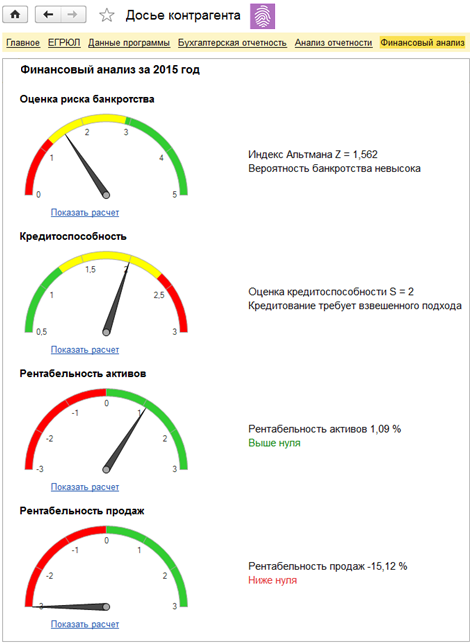 Досье контрагента
Главное ЕГРЮЛ Данные программы Бухгалтерская отчетность Анализ отчетности Финансовый анализ
Финансовый анализ за 2015 год
Оценка риска банкротства
0 1 2 3 4 5
Индекс Альтмана Z = 1,562
Вероятность банкротства невысока
Показать расчет
Кредитоспособность
0,5 1 1,5 2 2,5 3
Оценка кредитоспособности S = 2
Кредитование требует взвешенного подхода
Показать расчет
Рентабельность активов
-3 -2 -1 0 1 2 3
Рентабельность активов 1,09 %
Выше нуля
Показать расчет
Рентабельность продаж
-3 -2 -1 0 1 2 3
Рентабельность продаж -15,12 %
Ниже нуля
Показать расчет